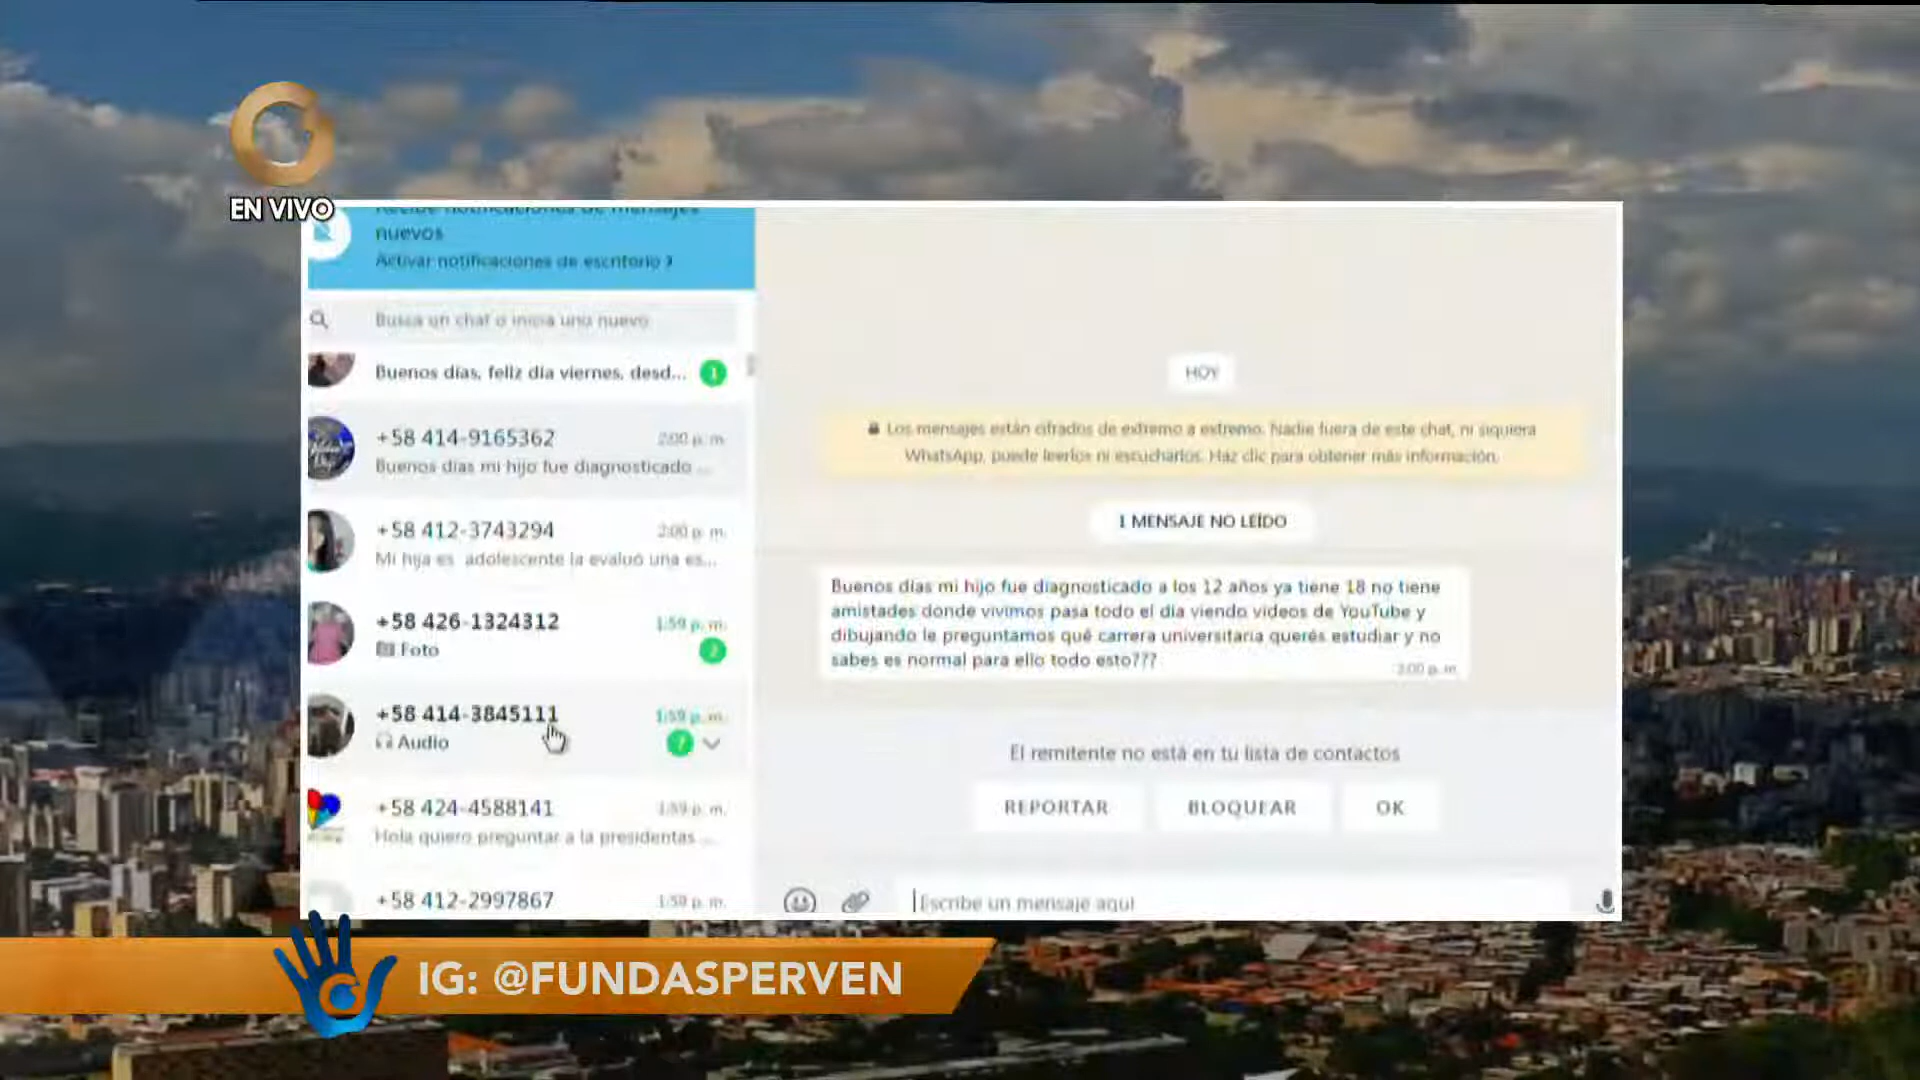 EN VIVO
Recibe notificaciones de mensajes
nuevos
Activar notificaciones de escritorio
Busca un chat o inicia uno nuevo
Buenos días, feliz día viernes, desd...
1
+58 414-9165362
2:00 p. m.
Buenos días mi hijo fue diagnosticado ...
+58 412-3743294
2:00 p. m.
Mi hija es adolescente la evaluó una es...
+58 426-1324312
1:59 p. m.
Foto
2
+58 414-3845111
1:59 p. m.
Audio
7
+58 424-4588141
1:59 p. m.
Hola quiero preguntar a la presidentas ...
+58 412-2997867
1:59 p. m.
HOY
Los mensajes están cifrados de extremo a extremo. Nadie fuera de este chat, ni siquiera
WhatsApp, puede leerlos ni escucharlos. Haz clic para obtener más información.
1 MENSAJE NO LEÍDO
Buenos días mi hijo fue diagnosticado a los 12 años ya tiene 18 no tiene
amistades donde vivimos pasa todo el día viendo videos de YouTube y
dibujando le preguntamos qué carrera universitaria querés estudiar y no
sabes es normal para ello todo esto???
2:00 p. m.
El remitente no está en tu lista de contactos
REPORTAR
BLOQUEAR
OK
Escribe un mensaje aquí
IG: @FUNDASPERVEN